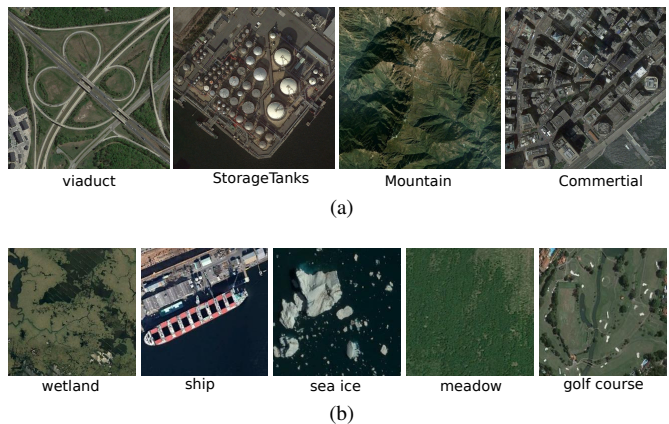 viaduct StorageTanks Mountain Commertial
(a)
wetland ship sea ice meadow golf course
(b)